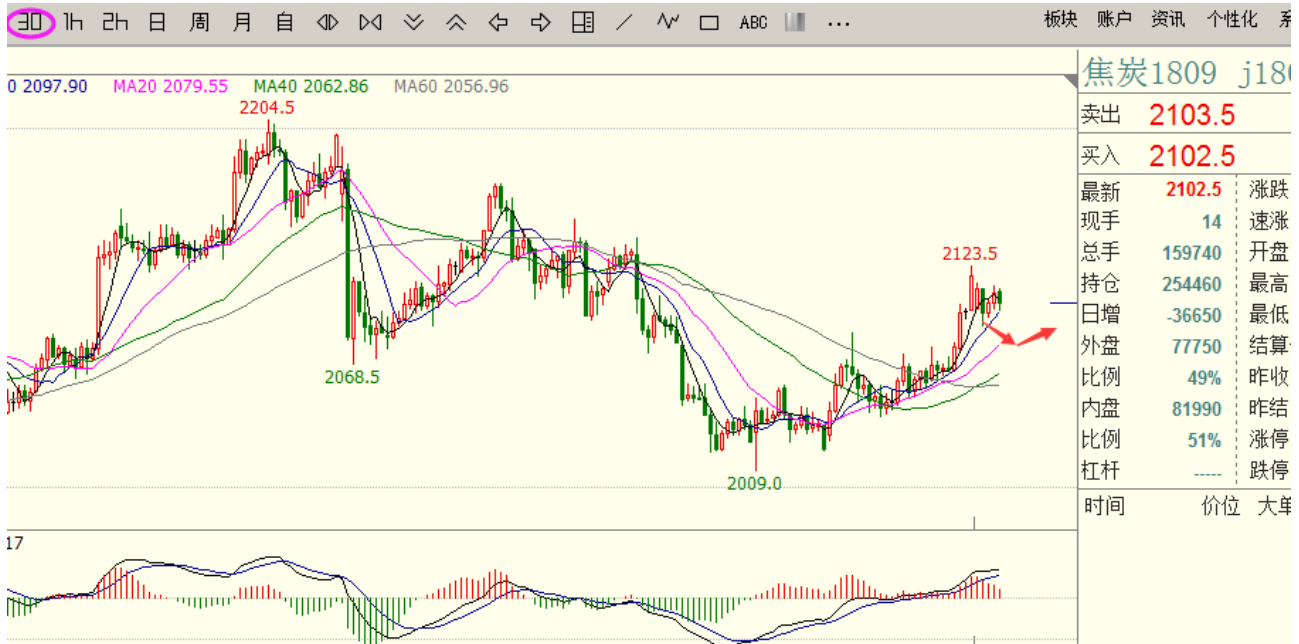 30 1h 2h 日 周 月 自 ABC ... 板块 账户 资讯 个性化
0 2097.90 MA20 2079.55 MA40 2062.86 MA60 2056.96
焦炭1809 j180
2204.5
卖出 2103.5
买入 2102.5
最新 2102.5 涨跌
现手 14 速涨
总手 159740 开盘
2123.5
持仓 254460 最高
日增 -36650 最低
外盘 77750 结算
2068.5
比例 49% 昨收
内盘 81990 昨结
比例 51% 涨停
杠杆 ----- 跌停
2009.0
时间 价位 大单
17